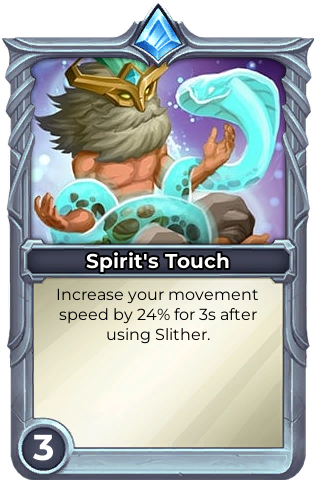 Spirit's Touch
Increase your movement
speed by 24% for 3s after
using Slither.
3